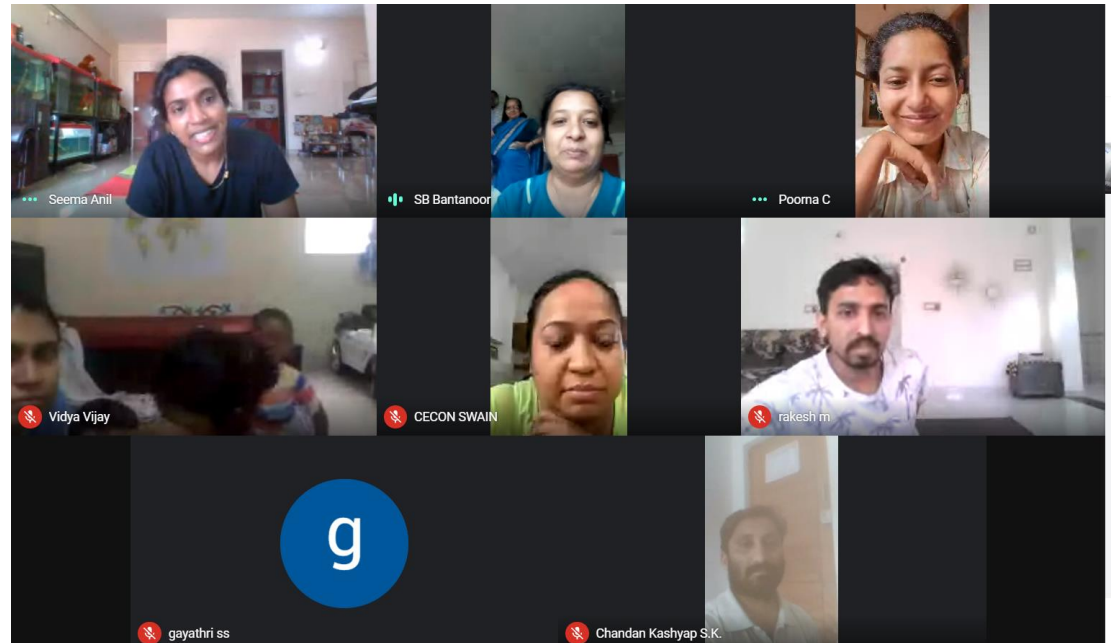 Seema Anil
SB Bantanoor
Poorna C
Vidya Vijay
CECON SWAIN
rakesh m
g
gayathri ss
Chandan Kashyap S.K.